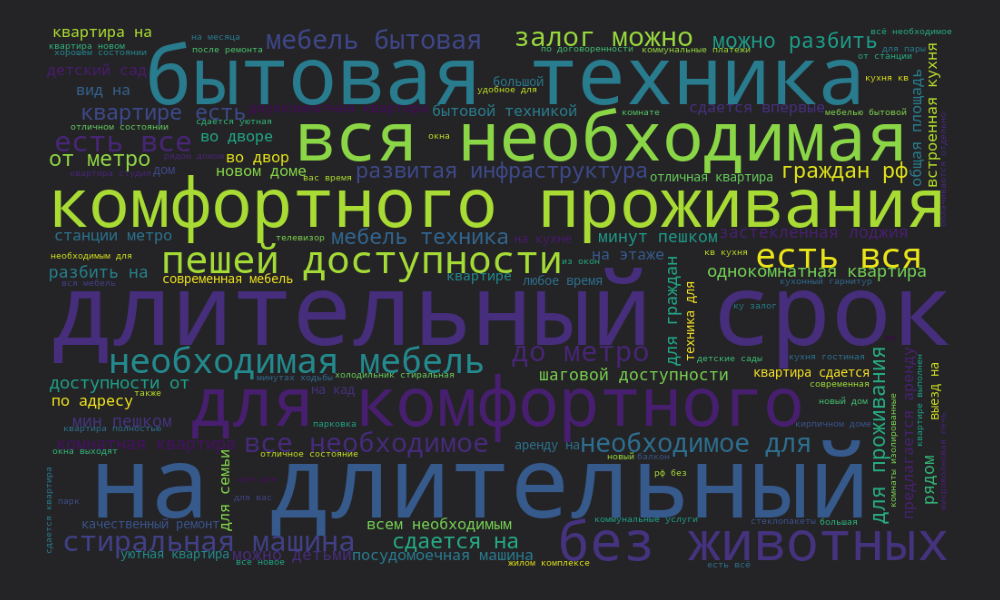 квартира на
на месяца
мебель бытовая
залог можно
можно разбить
всё необходимое
квартира новом
хорошем состоянии
после ремонта
по договоренности
коммунальные платежи
для пары
от станции
детский сад
бытовая техника
большой
удобное для
кухня кв
вид на
квартире есть
бытовой техникой
комнате
сдается впервые
мебелью бытовой
общая площадь
встроенная кухня
отличном состоянии
сдается уютная
есть все
во дворе
окна
вся необходимая
от метро
рядом домом
во двор
квартира студия
дом
новом доме
вас время
развитая инфраструктура
отличная квартира
граждан рф
комфортного проживания
станции метро
телевизор
мебель техника
на кухне
минут пешком
застекленная лоджия
необходимым для
пешей доступности
из окон
на этаже
кв кухня
есть вся
разбить на
современная мебель
вся мебель
квартире
любое время
однокомнатная квартира
кухонный гарнитур
длительный срок
для граждан
техника для
ку залог
необходимая мебель
до метро
детские сады
кухня гостиная
доступности от
минутах ходьбы
холодильник стиральная
шаговой доступности
квартира сдается
современная
по адресу
также
на кад
для комфортного
новый дом
для проживания
комнаты изолированные
предлагается аренду
квартире выполнен
выезд на
рядом
мин пешком
квартира полностью
парковка
кирпичном доме
комнатная квартира
все необходимое
аренду на
необходимое для
окна выходят
отличное состояние
новый
балкон
рф без
сдается квартира
парк
для семьи
для вас
на длительный
качественный ремонт
всем необходимым
коммунальные услуги
стеклопакеты
большая
стиральная машина
сдается на
без животных
уютная квартира
можно детьми
посудомоечная машина
все новое
жилом комплексе
есть всё